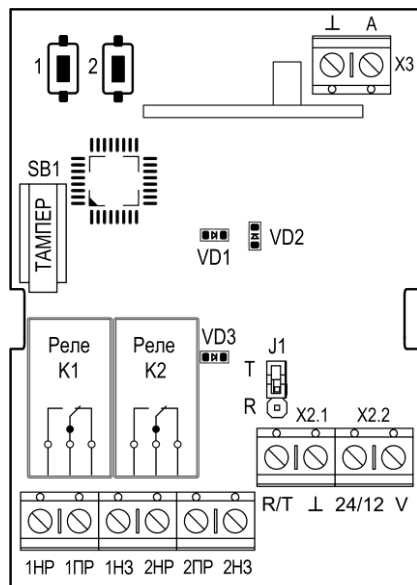 ⊥ A
1 2 X3
SB1
ТАМПЕР
VD1 VD2
Реле K1
Реле K2
VD3
J1
T
R
X2.1 X2.2
R/T ⊥ 24/12 V
1НР 1ПР 1НЗ 2НР 2ПР 2НЗ